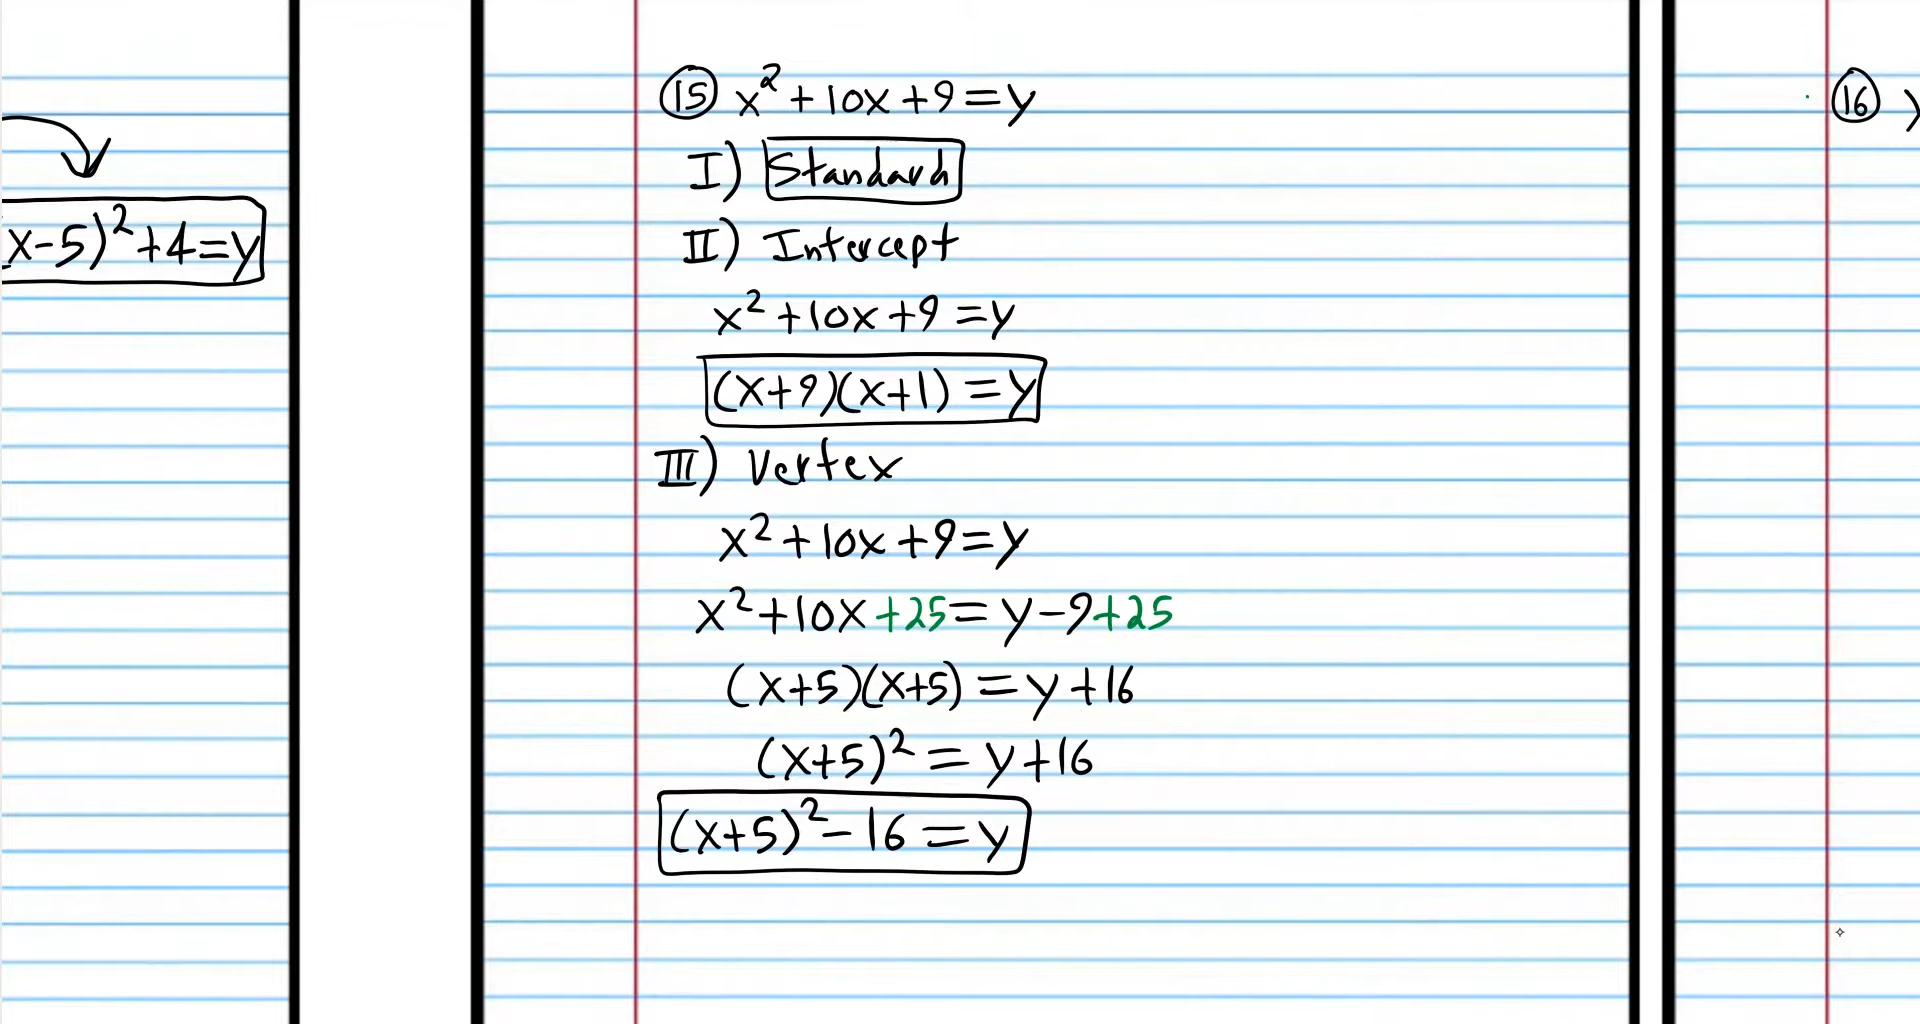 (x-5)²+4=y
⑮ x²+10x+9=y
I) Standard
II) Intercept
x²+10x+9=y
(x+9)(x+1)=y
III) Vertex
x²+10x+9=y
x²+10x+25=y-9+25
(x+5)(x+5)=y+16
(x+5)²=y+16
(x+5)²-16=y
⑯ y